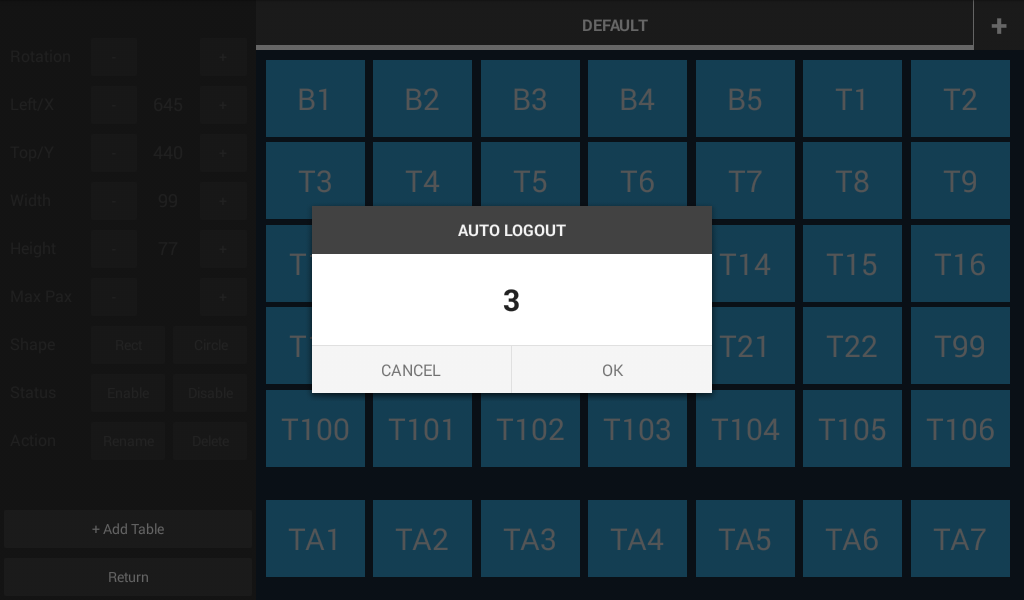 DEFAULT +
Rotation - +
Left/X - 645 +
Top/Y - 440 +
Width - 99 +
Height - 77 +
Max Pax - +
Shape Rect Circle
Status Enable Disable
Action Rename Delete
+ Add Table
Return
B1 B2 B3 B4 B5 T1 T2
T3 T4 T5 T6 T7 T8 T9
T14 T15 T16
T21 T22 T99
T100 T101 T102 T103 T104 T105 T106
TA1 TA2 TA3 TA4 TA5 TA6 TA7
AUTO LOGOUT
3
CANCEL OK